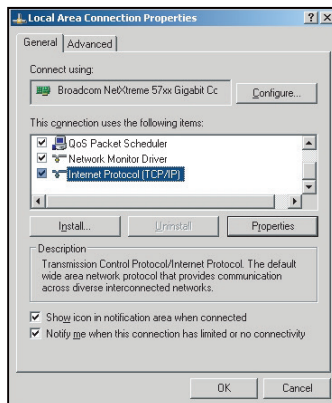 Local Area Connection Properties
General Advanced
Connect using:
Broadcom NetXtreme 57xx Gigabit Cc Configure...
This connection uses the following items:
QoS Packet Scheduler
Network Monitor Driver
Internet Protocol (TCP/IP)
Install... Uninstall Properties
Description
Transmission Control Protocol/Internet Protocol. The default
wide area network protocol that provides communication
across diverse interconnected networks.
Show icon in notification area when connected
Notify me when this connection has limited or no connectivity
OK Cancel